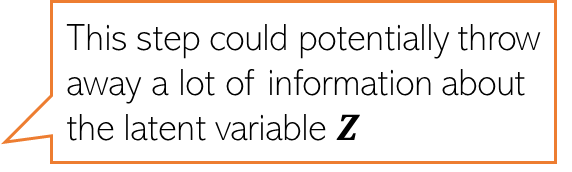 This step could potentially throw
away a lot of information about
the latent variable Z